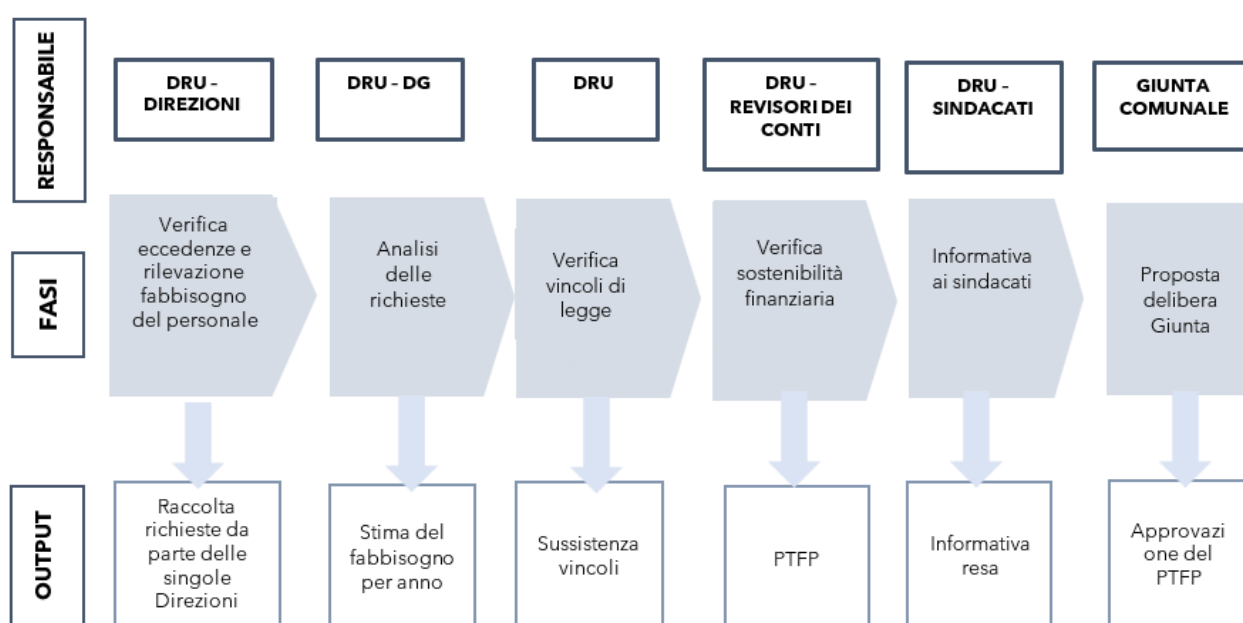 RESPONSABILE
DRU –
DIREZIONI
DRU – DG
DRU
DRU –
REVISORI DEI
CONTI
DRU –
SINDACATI
GIUNTA
COMUNALE
FASI
Verifica
eccedenze e
rilevazione
fabbisogno
del personale
Analisi
delle
richieste
Verifica
vincoli di
legge
Verifica
sostenibilità
finanziaria
Informativa
ai sindacati
Proposta
delibera
Giunta
OUTPUT
Raccolta
richieste da
parte delle
singole
Direzioni
Stima del
fabbisogno
per anno
Sussistenza
vincoli
PTFP
Informativa
resa
Approvazi
one del
PTFP